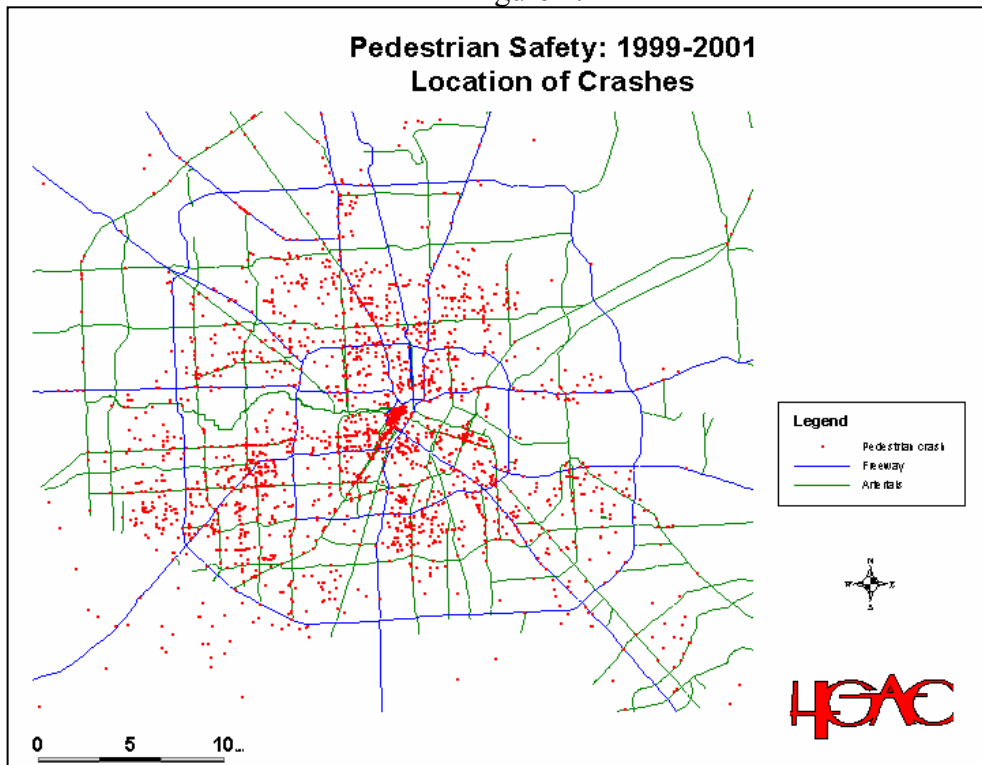 Pedestrian Safety: 1999-2001
Location of Crashes
Legend
Pedestrian crash
Freeway
Arterials
N
W
E
S
HGAC
0 5 10